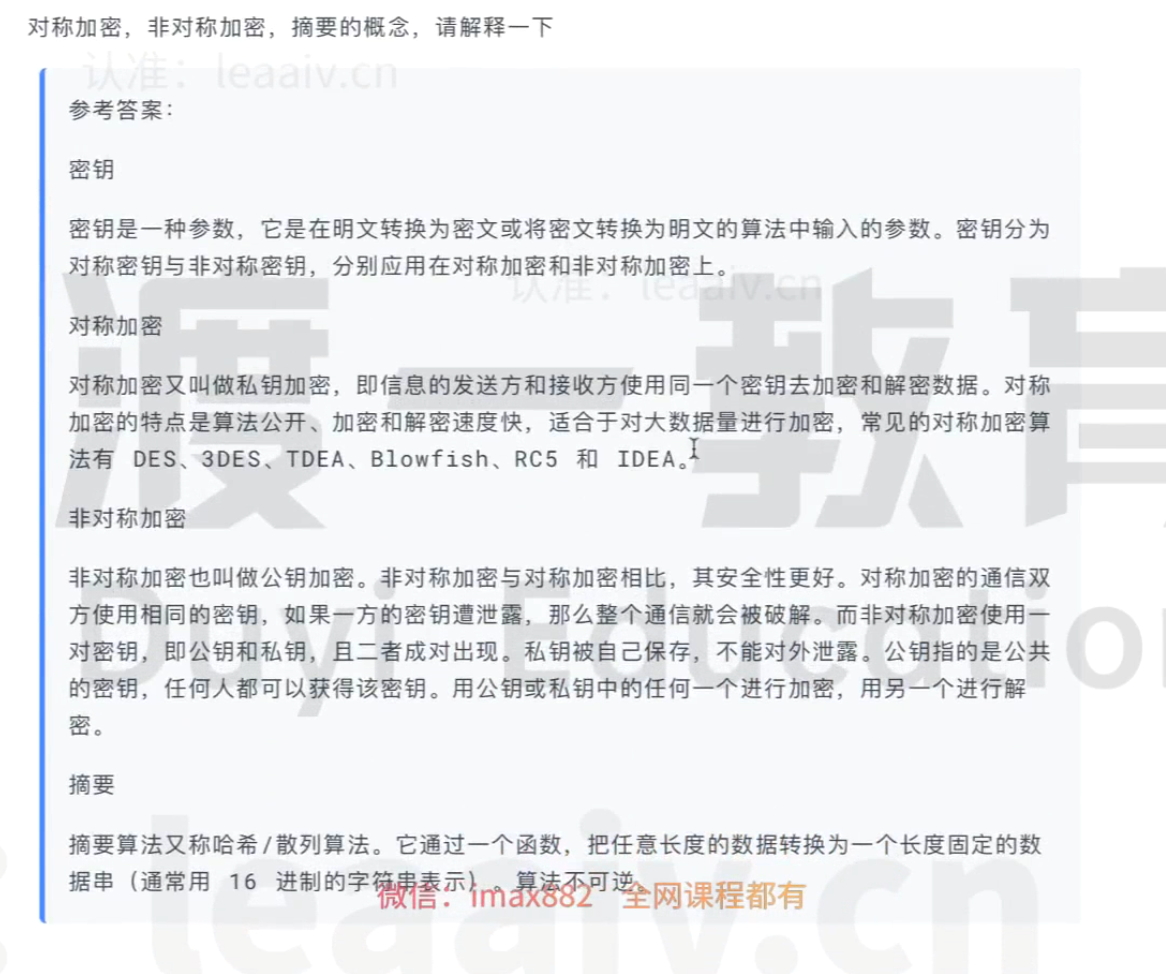 对称加密，非对称加密，摘要的概念，请解释一下
认准：leaaiv.cn
参考答案：
密钥
密钥是一种参数，它是在明文转换为密文或将密文转换为明文的算法中输入的参数。密钥分为
对称密钥与非对称密钥，分别应用在对称加密和非对称加密上。
认准：leaaiv.cn
渡一教育
对称加密
对称加密又叫做私钥加密，即信息的发送方和接收方使用同一个密钥去加密和解密数据。对称
加密的特点是算法公开、加密和解密速度快，适合于对大数据量进行加密，常见的对称加密算
法有 DES、3DES、TDEA、Blowfish、RC5 和 IDEA。
非对称加密
非对称加密也叫做公钥加密。非对称加密与对称加密相比，其安全性更好。对称加密的通信双
方使用相同的密钥，如果一方的密钥遭泄露，那么整个通信就会被破解。而非对称加密使用一
对密钥，即公钥和私钥，且二者成对出现。私钥被自己保存，不能对外泄露。公钥指的是公共
的密钥，任何人都可以获得该密钥。用公钥或私钥中的任何一个进行加密，用另一个进行解
密。
Duyi Educatio
摘要
摘要算法又称哈希/散列算法。它通过一个函数，把任意长度的数据转换为一个长度固定的数
据串（通常用 16 进制的字符串表示）。算法不可逆。
微信：imax882 全网课程都有
：leaaiv.cn